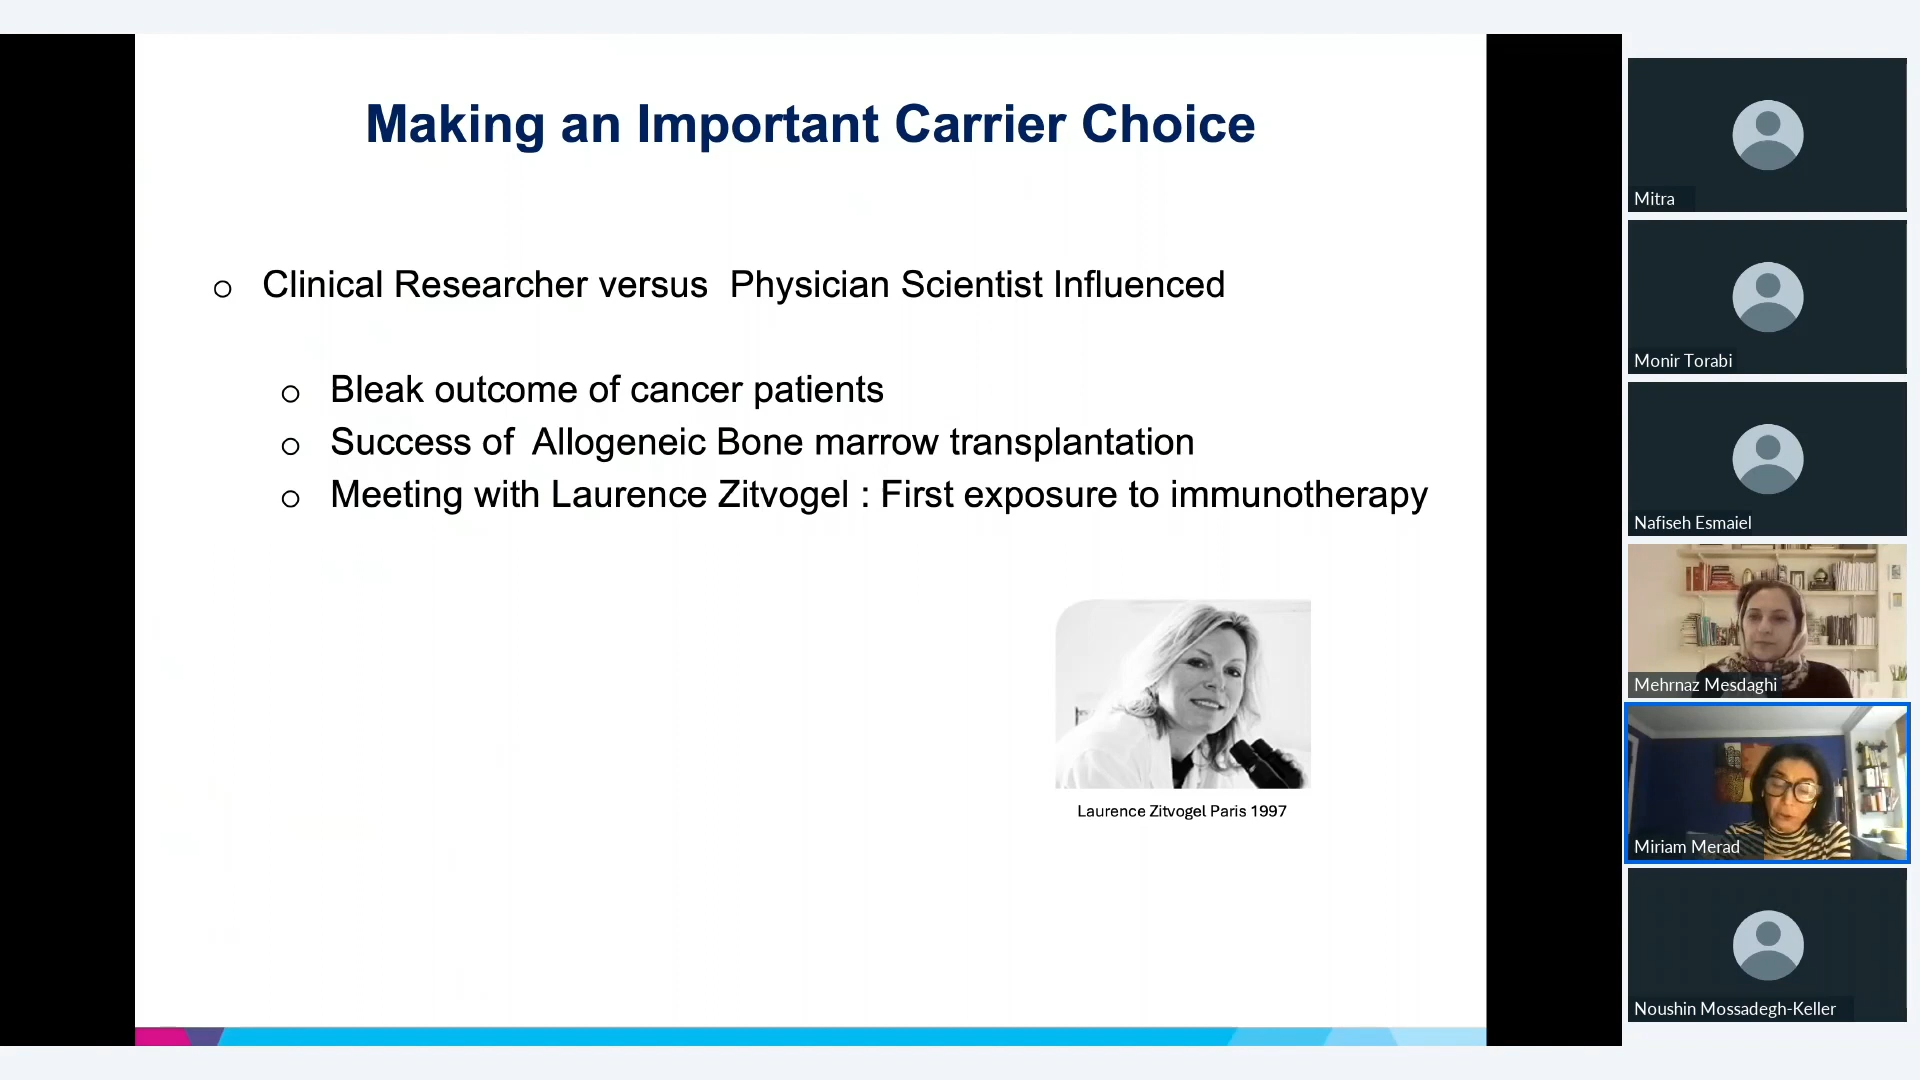 Making an Important Carrier Choice
Clinical Researcher versus Physician Scientist Influenced
Bleak outcome of cancer patients
Success of Allogeneic Bone marrow transplantation
Meeting with Laurence Zitvogel : First exposure to immunotherapy
Laurence Zitvogel Paris 1997
Mitra
Monir Torabi
Nafiseh Esmaiel
Mehrnaz Mesdaghi
Miriam Merad
Noushin Mossadegh-Keller